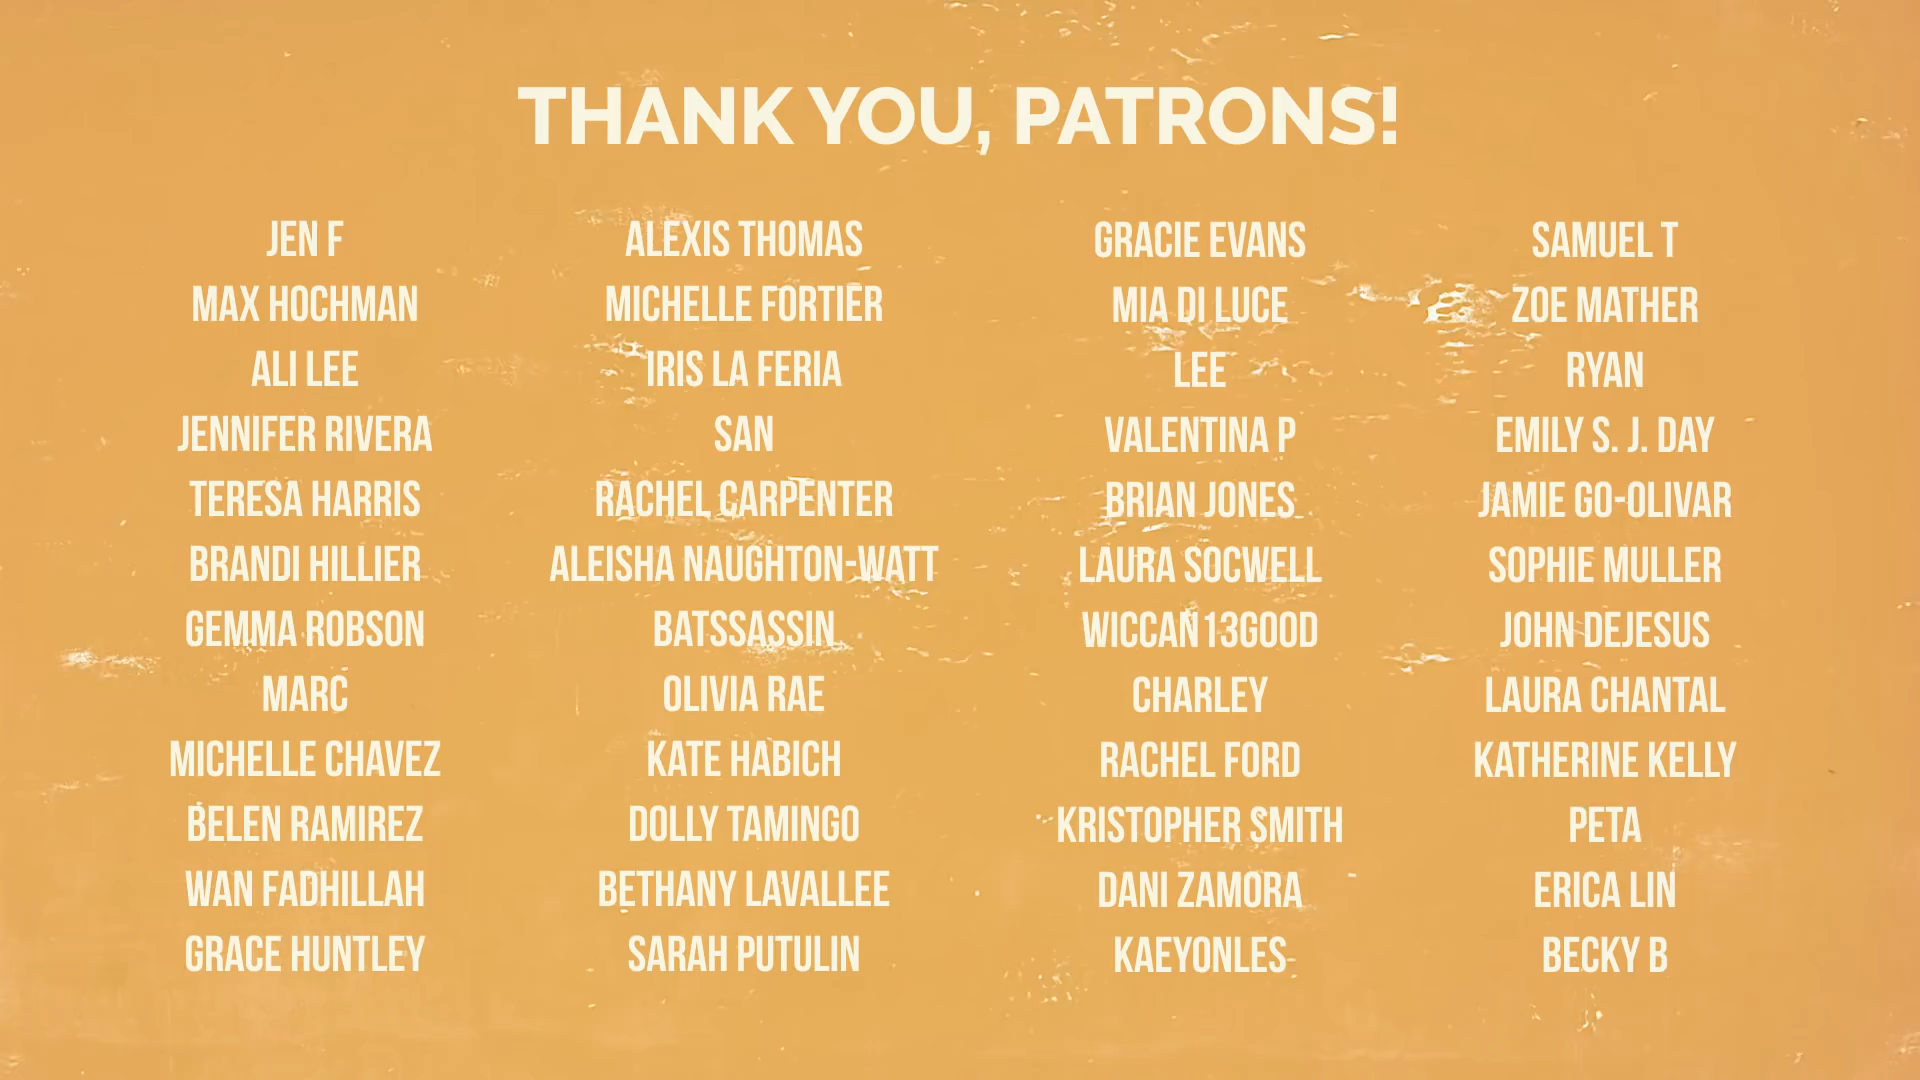 THANK YOU, PATRONS!
JEN F
MAX HOCHMAN
ALI LEE
JENNIFER RIVERA
TERESA HARRIS
BRANDI HILLIER
GEMMA ROBSON
MARC
MICHELLE CHAVEZ
BELEN RAMIREZ
WAN FADHILLAH
GRACE HUNTLEY
ALEXIS THOMAS
MICHELLE FORTIER
IRIS LA FERIA
SAN
RACHEL CARPENTER
ALEISHA NAUGHTON-WATT
BATSSASSIN
OLIVIA RAE
KATE HABICH
DOLLY TAMINGO
BETHANY LAVALLEE
SARAH PUTULIN
GRACIE EVANS
MIA DI LUCE
LEE
VALENTINA P
BRIAN JONES
LAURA SOCWELL
WICCAN13GOOD
CHARLEY
RACHEL FORD
KRISTOPHER SMITH
DANI ZAMORA
KAEYONLES
SAMUEL T
ZOE MATHER
RYAN
EMILY S. J. DAY
JAMIE GO-OLIVAR
SOPHIE MULLER
JOHN DEJESUS
LAURA CHANTAL
KATHERINE KELLY
PETA
ERICA LIN
BECKY B